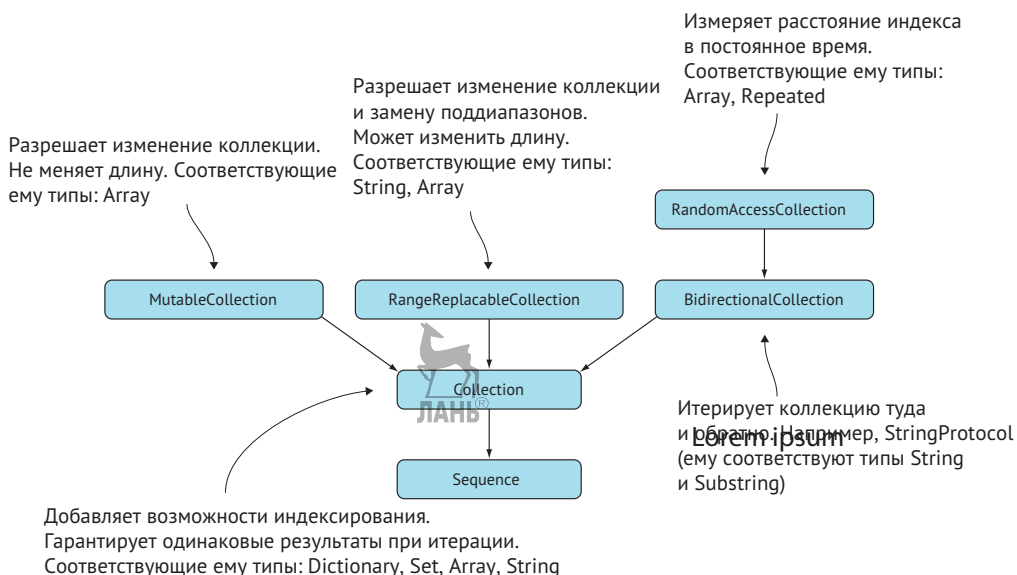 Измеряет расстояние индекса
в постоянное время.
Соответствующие ему типы:
Array, Repeated
Разрешает изменение коллекции
и замену поддиапазонов.
Может изменить длину.
Соответствующие ему типы:
String, Array
Разрешает изменение коллекции.
Не меняет длину. Соответствующие
ему типы: Array
RandomAccessCollection
MutableCollection
RangeReplacableCollection
BidirectionalCollection
Collection
ЛАНЬ®
Sequence
Итерирует коллекцию туда
и обратно. Например, StringProtocol
Lorem ipsum
(ему соответствуют типы String
и Substring)
Добавляет возможности индексирования.
Гарантирует одинаковые результаты при итерации.
Соответствующие ему типы: Dictionary, Set, Array, String